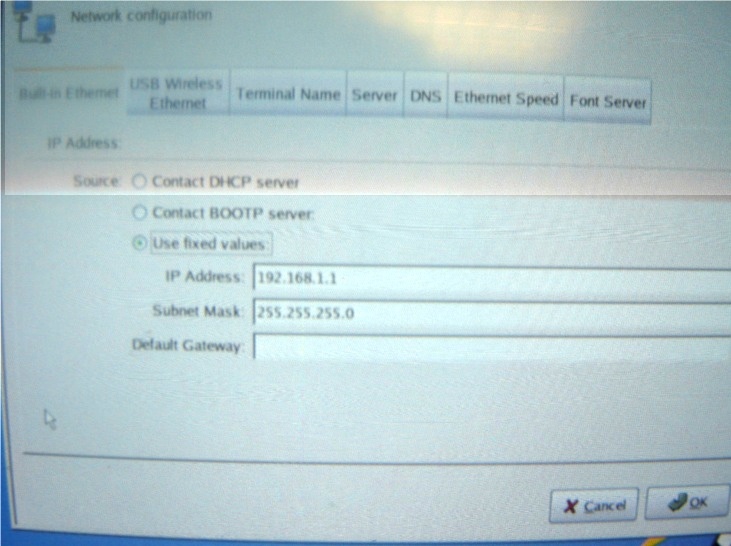 Network configuration
Built-in Ethernet
USB Wireless
Ethernet
Terminal Name
Server
DNS
Ethernet Speed
Font Server
IP Address:
Source: Contact DHCP server
Contact BOOTP server:
Use fixed values:
IP Address: 192.168.1.1
Subnet Mask: 255.255.255.0
Default Gateway:
Cancel
OK